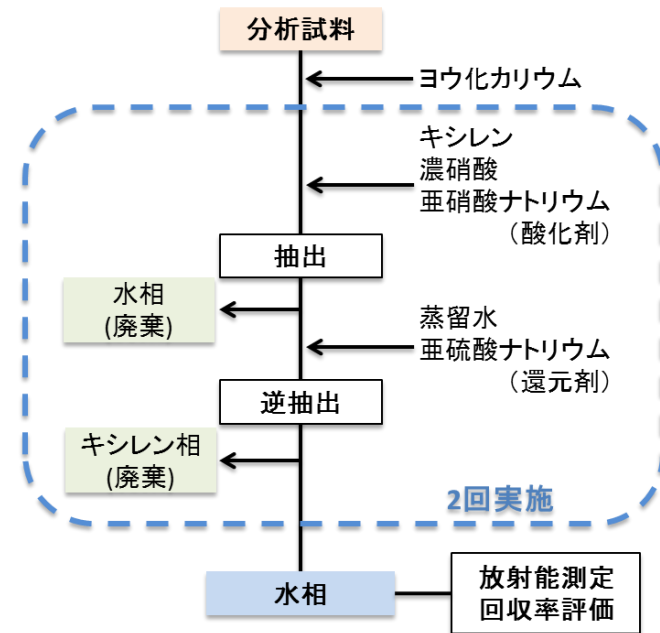 分析試料
ヨウ化カリウム
キシレン
濃硝酸
亜硝酸ナトリウム
（酸化剤）
抽出
水相
(廃棄)
蒸留水
亜硫酸ナトリウム
（還元剤）
逆抽出
キシレン相
(廃棄)
2回実施
水相
放射能測定
回収率評価